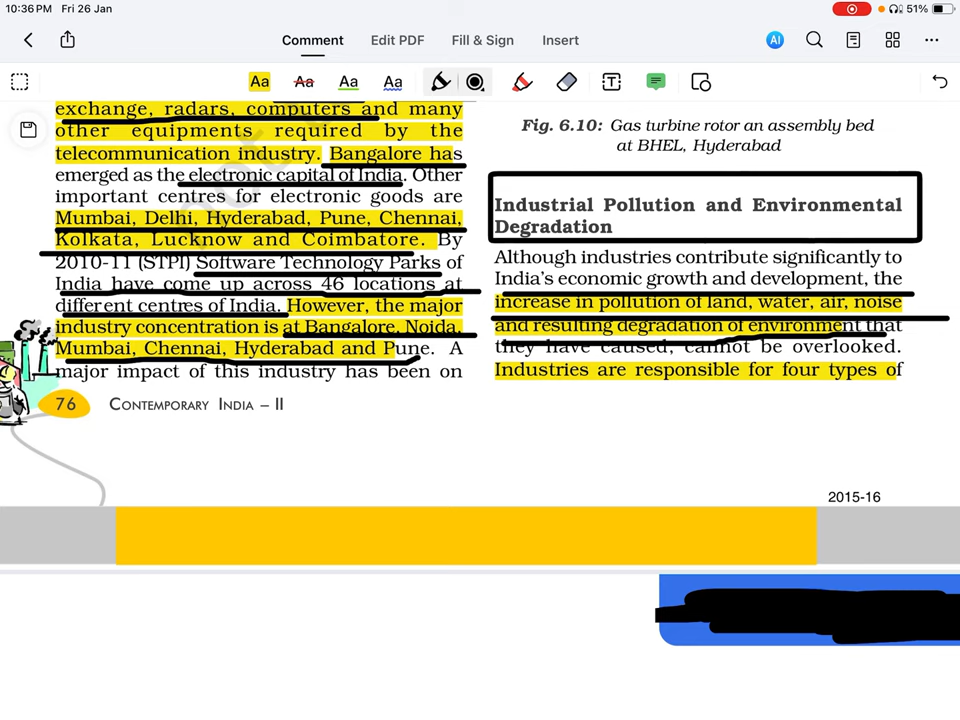 10:36 PM Fri 26 Jan
51%
Comment Edit PDF Fill & Sign Insert
AI
Aa Aa Aa Aa
T
exchange, radars, computers and many
other equipments required by the
telecommunication industry. Bangalore has
emerged as the electronic capital of India. Other
important centres for electronic goods are
Mumbai, Delhi, Hyderabad, Pune, Chennai,
Kolkata, Lucknow and Coimbatore. By
2010-11 (STPI) Software Technology Parks of
India have come up across 46 locations at
different centres of India. However, the major
industry concentration is at Bangalore, Noida,
Mumbai, Chennai, Hyderabad and Pune. A
major impact of this industry has been on
76 CONTEMPORARY INDIA – II
Fig. 6.10: Gas turbine rotor an assembly bed
at BHEL, Hyderabad
Industrial Pollution and Environmental
Degradation
Although industries contribute significantly to
India's economic growth and development, the
increase in pollution of land, water, air, noise
and resulting degradation of environment that
they have caused, cannot be overlooked.
Industries are responsible for four types of
2015-16